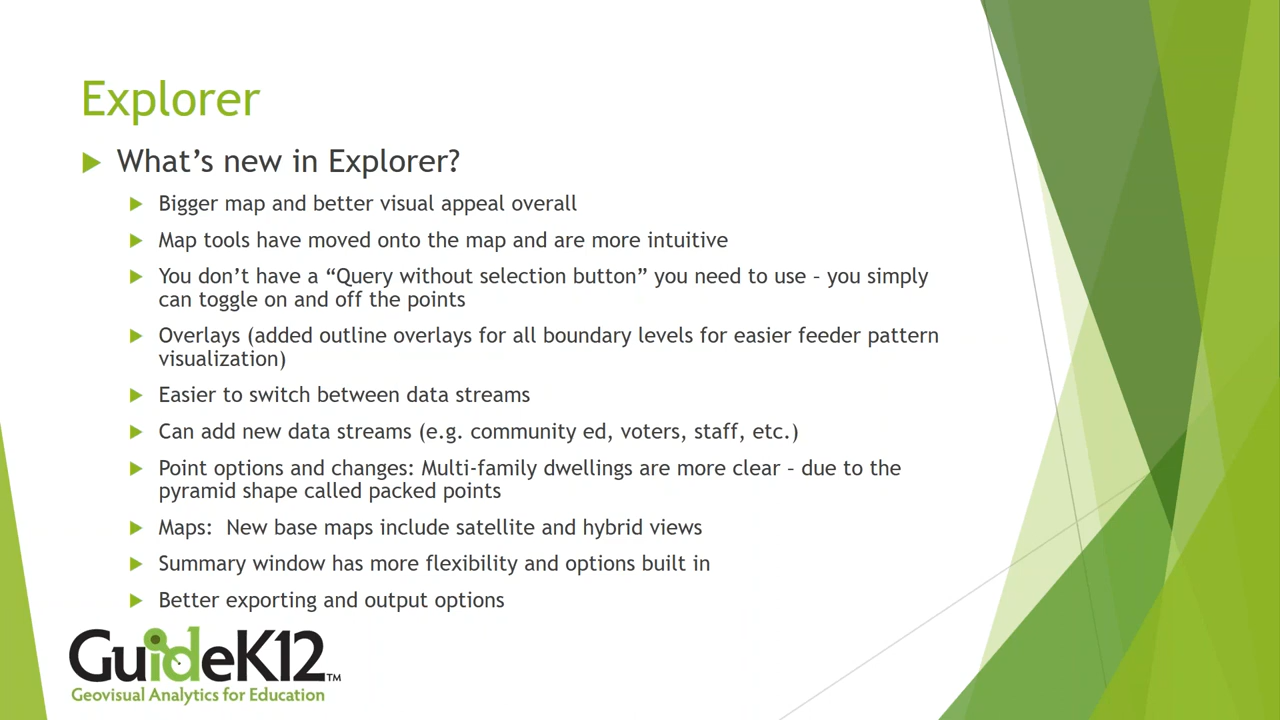 Explorer
What's new in Explorer?
Bigger map and better visual appeal overall
Map tools have moved onto the map and are more intuitive
You don't have a “Query without selection button” you need to use – you simply
can toggle on and off the points
Overlays (added outline overlays for all boundary levels for easier feeder pattern
visualization)
Easier to switch between data streams
Can add new data streams (e.g. community ed, voters, staff, etc.)
Point options and changes: Multi-family dwellings are more clear – due to the
pyramid shape called packed points
Maps:  New base maps include satellite and hybrid views
Summary window has more flexibility and options built in
Better exporting and output options
GuideK12™
Geovisual Analytics for Education